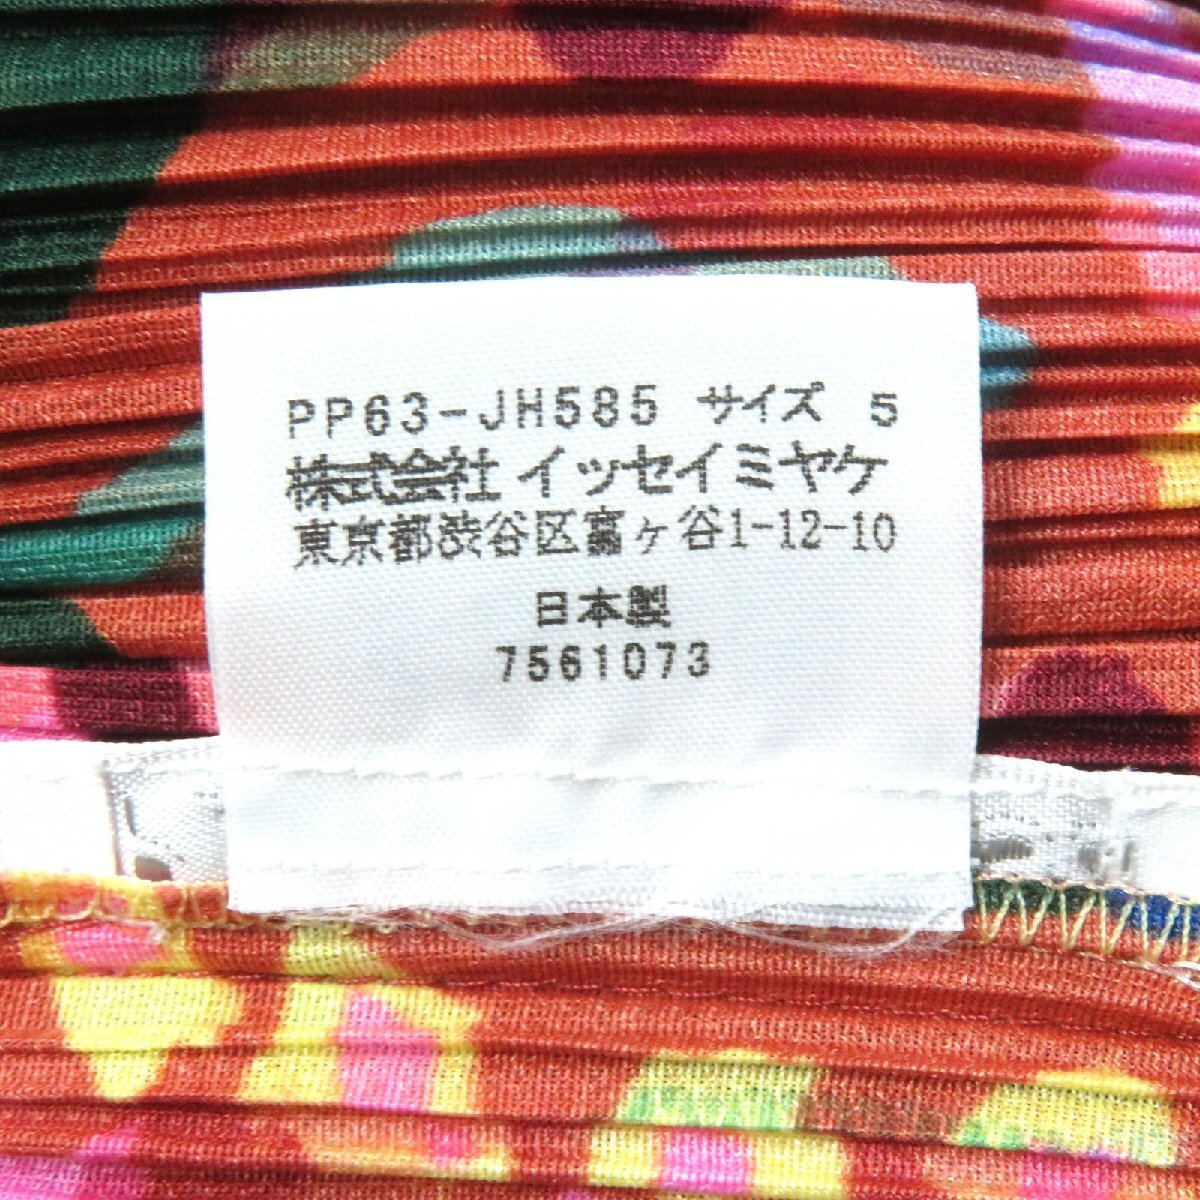 PP63-JH585 サイズ 5
株式会社 イッセイミヤケ
東京都渋谷区富ヶ谷1-12-10
日本製
7561073